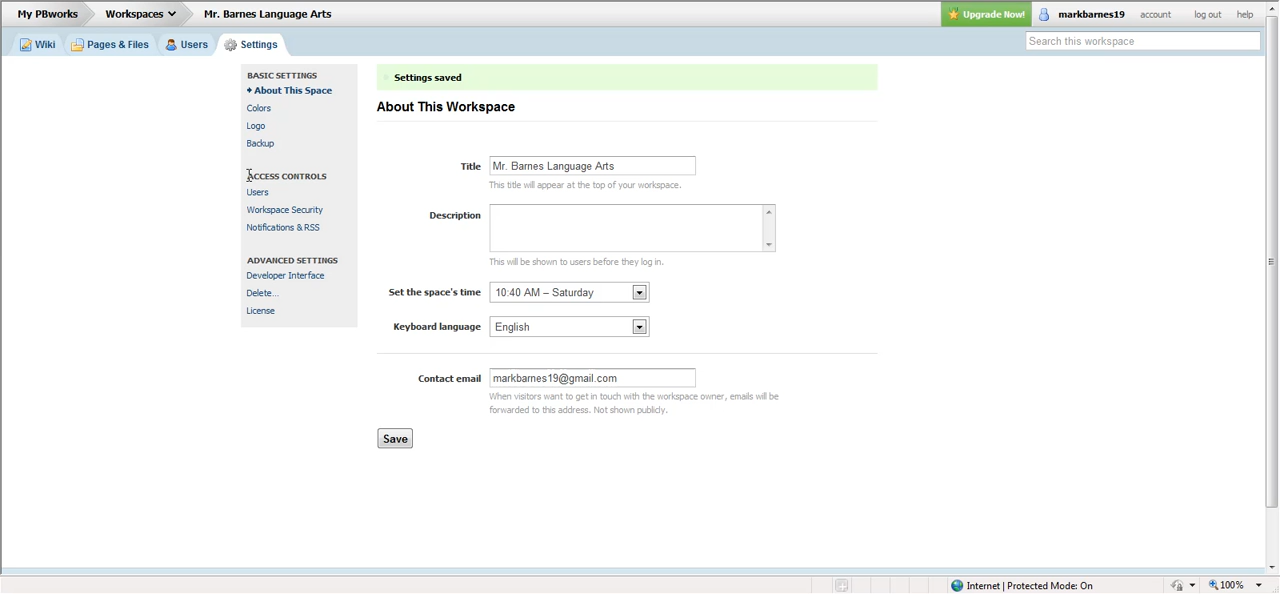 My PBworks
Workspaces
Mr. Barnes Language Arts
Upgrade Now!
markbarnes19
account
log out
help
Wiki
Pages & Files
Users
Settings
Search this workspace
BASIC SETTINGS
About This Space
Colors
Logo
Backup
ACCESS CONTROLS
Users
Workspace Security
Notifications & RSS
ADVANCED SETTINGS
Developer Interface
Delete...
License
Settings saved
About This Workspace
Title
Mr. Barnes Language Arts
This title will appear at the top of your workspace.
Description
This will be shown to users before they log in.
Set the space's time
10:40 AM – Saturday
Keyboard language
English
Contact email
markbarnes19@gmail.com
When visitors want to get in touch with the workspace owner, emails will be
forwarded to this address. Not shown publicly.
Save
Internet | Protected Mode: On
100%